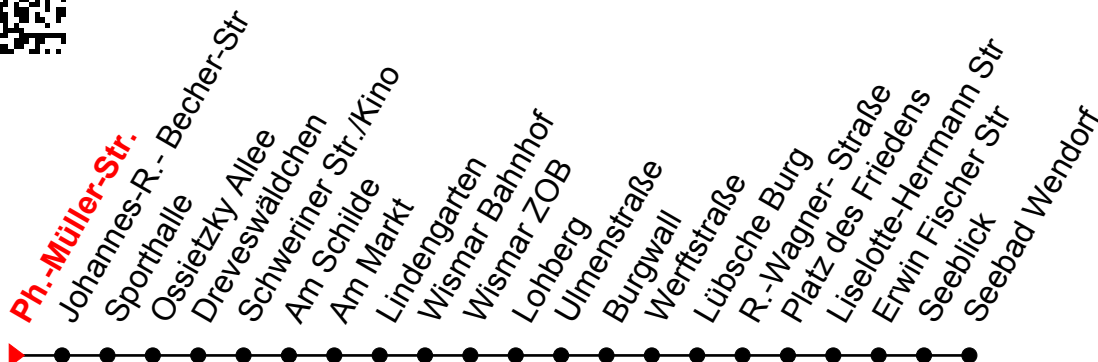 Ph.-Müller-Str.
Johannes-R.- Becher-Str
Sporthalle
Ossietzky Allee
Dreveswäldchen
Schweriner Str./Kino
Am Schilde
Am Markt
Lindengarten
Wismar Bahnhof
Wismar ZOB
Lohberg
Ulmenstraße
Burgwall
Werftstraße
Lübsche Burg
R.-Wagner- Straße
Platz des Friedens
Liselotte-Herrmann Str
Erwin Fischer Str
Seeblick
Seebad Wendorf